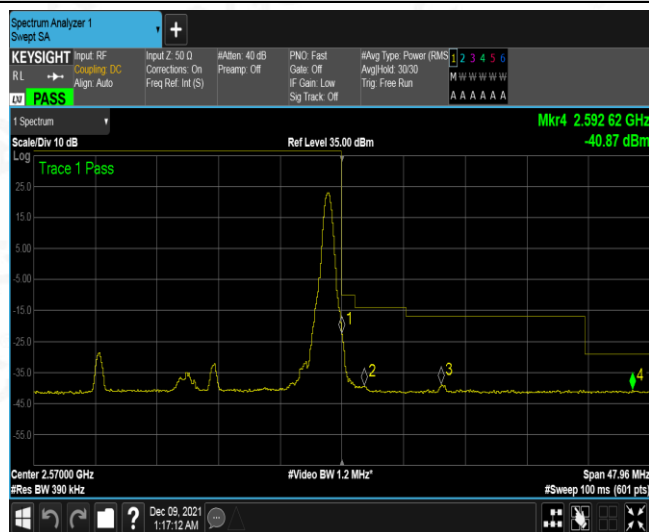 Spectrum Analyzer 1
Swept SA
+
KEYSIGHT
RL
Input: RF
Coupling: DC
Align: Auto
Input Z: 50 Ω
Corrections: On
Freq Ref: Int (S)
#Atten: 40 dB
Preamp: Off
PNO: Fast
Gate: Off
IF Gain: Low
Sig Track: Off
#Avg Type: Power (RMS
Avg|Hold: 30/30
Trig: Free Run
1 2 3 4 5 6
M W W W W W
A A A A A A
LXI PASS
1 Spectrum
Mkr4 2.592 62 GHz
Scale/Div 10 dB
Ref Level 35.00 dBm
-40.87 dBm
Log
Trace 1 Pass
25.0
15.0
5.00
-5.00
-15.0
-25.0
-35.0
-45.0
-55.0
1
2
3
4
Center 2.57000 GHz
#Video BW 1.2 MHz*
Span 47.96 MHz
#Res BW 390 kHz
#Sweep 100 ms (601 pts)
?
Dec 09, 2021
1:17:12 AM